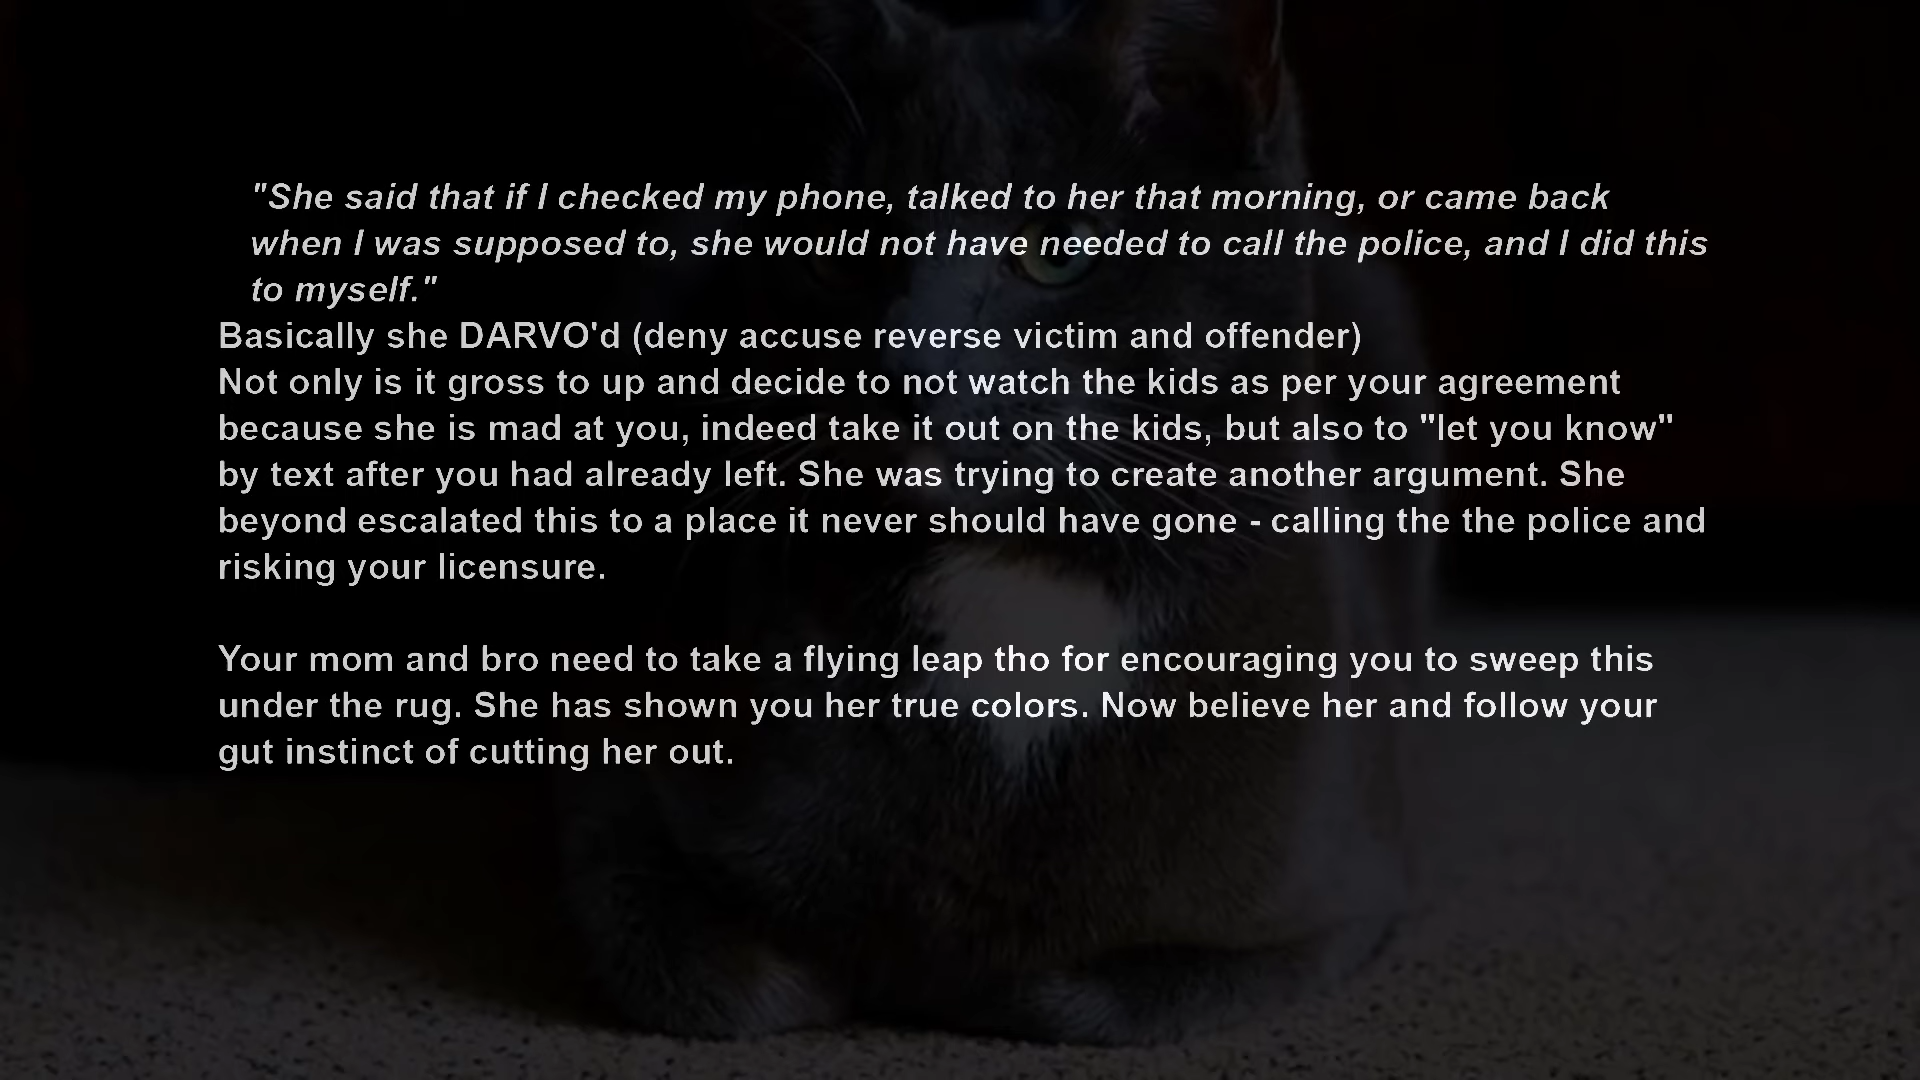 "She said that if I checked my phone, talked to her that morning, or came back
when I was supposed to, she would not have needed to call the police, and I did this
to myself."
Basically she DARVO'd (deny accuse reverse victim and offender)
Not only is it gross to up and decide to not watch the kids as per your agreement
because she is mad at you, indeed take it out on the kids, but also to "let you know"
by text after you had already left. She was trying to create another argument. She
beyond escalated this to a place it never should have gone - calling the the police and
risking your licensure.
Your mom and bro need to take a flying leap tho for encouraging you to sweep this
under the rug. She has shown you her true colors. Now believe her and follow your
gut instinct of cutting her out.